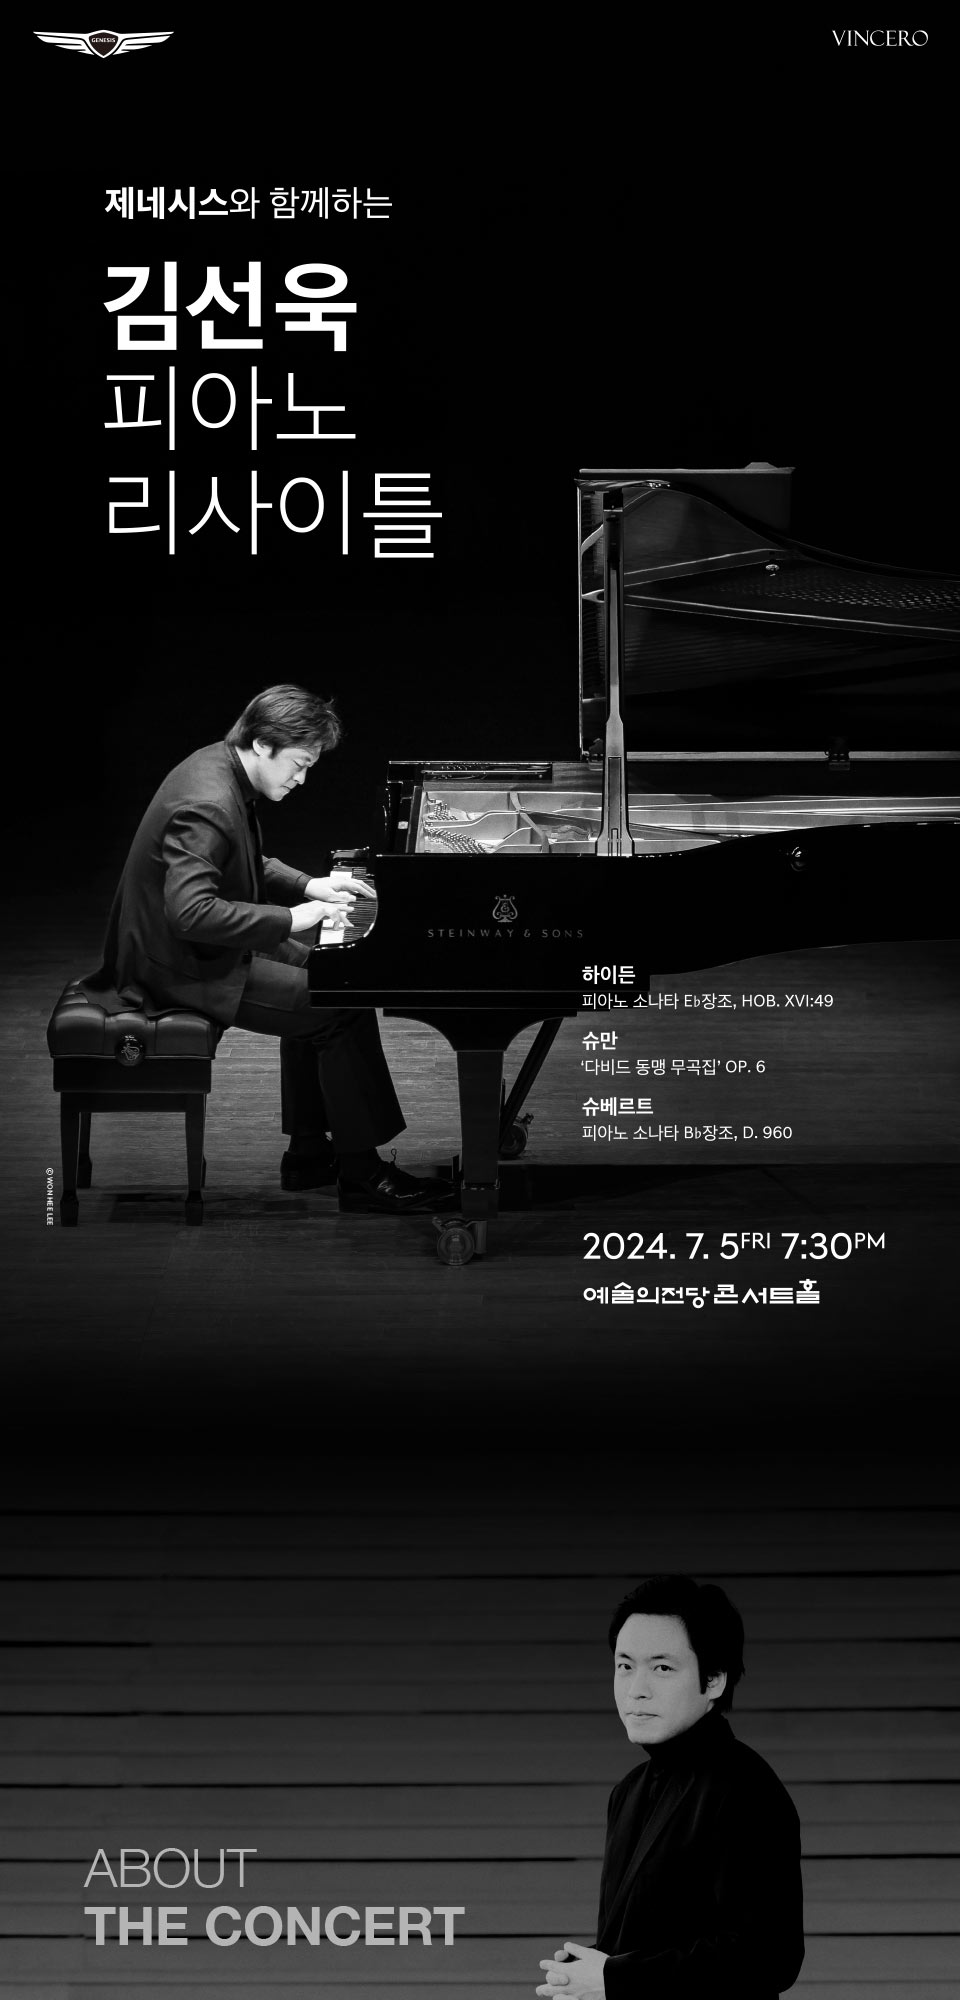 GENESIS
VINCERO
제네시스와 함께하는
김선욱
피아노
리사이틀
STEINWAY & SONS
하이든
피아노 소나타 E♭장조, HOB. XVI:49
슈만
‘다비드 동맹 무곡집’ OP. 6
슈베르트
피아노 소나타 B♭장조, D. 960
© WON HEE LEE
2024. 7. 5FRI 7:30PM
예술의전당 콘서트홀
ABOUT
THE CONCERT